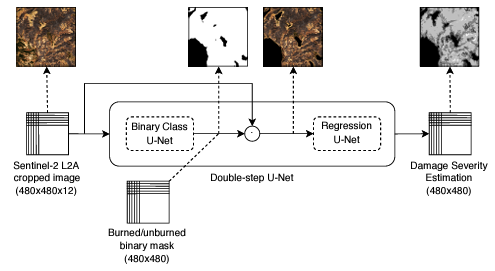 Binary Class
U-Net
Regression
U-Net
Sentinel-2 L2A
cropped image
(480x480x12)
Double-step U-Net
Damage Severity
Estimation
(480x480)
Burned/unburned
binary mask
(480x480)